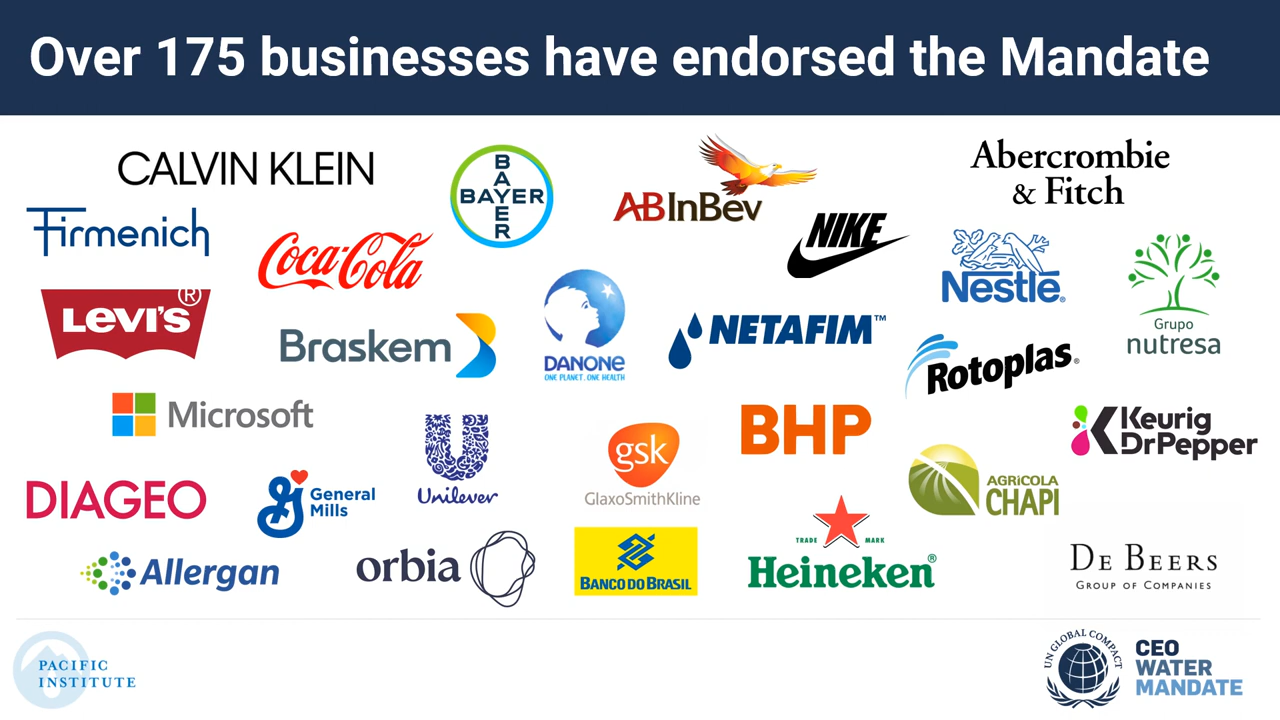 Over 175 businesses have endorsed the Mandate
CALVIN KLEIN
BAYER
BAYER
ABInBev
Abercrombie
& Fitch
Firmenich
Coca-Cola
NIKE
Nestlé®
Grupo
nutresa
LEVI'S®
Braskem
DANONE
ONE PLANET. ONE HEALTH
NETAFIM™
Rotoplas®
Microsoft
Unilever
gsk
GlaxoSmithKline
BHP
Keurig
DrPepper
DIAGEO
General
Mills
AGRíCOLA
CHAPI
Allergan
orbia
BANCO DO BRASIL
TRADE MARK
Heineken®
DE BEERS
GROUP OF COMPANIES
PACIFIC
INSTITUTE
UN GLOBAL COMPACT
CEO
WATER
MANDATE